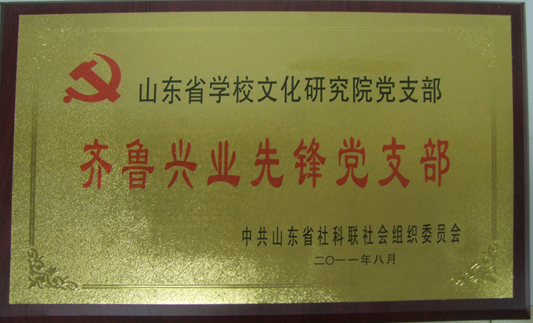 山东省学校文化研究院党支部
齐鲁兴业先锋党支部
中共山东省社科联社会组织委员会
二〇一一年八月